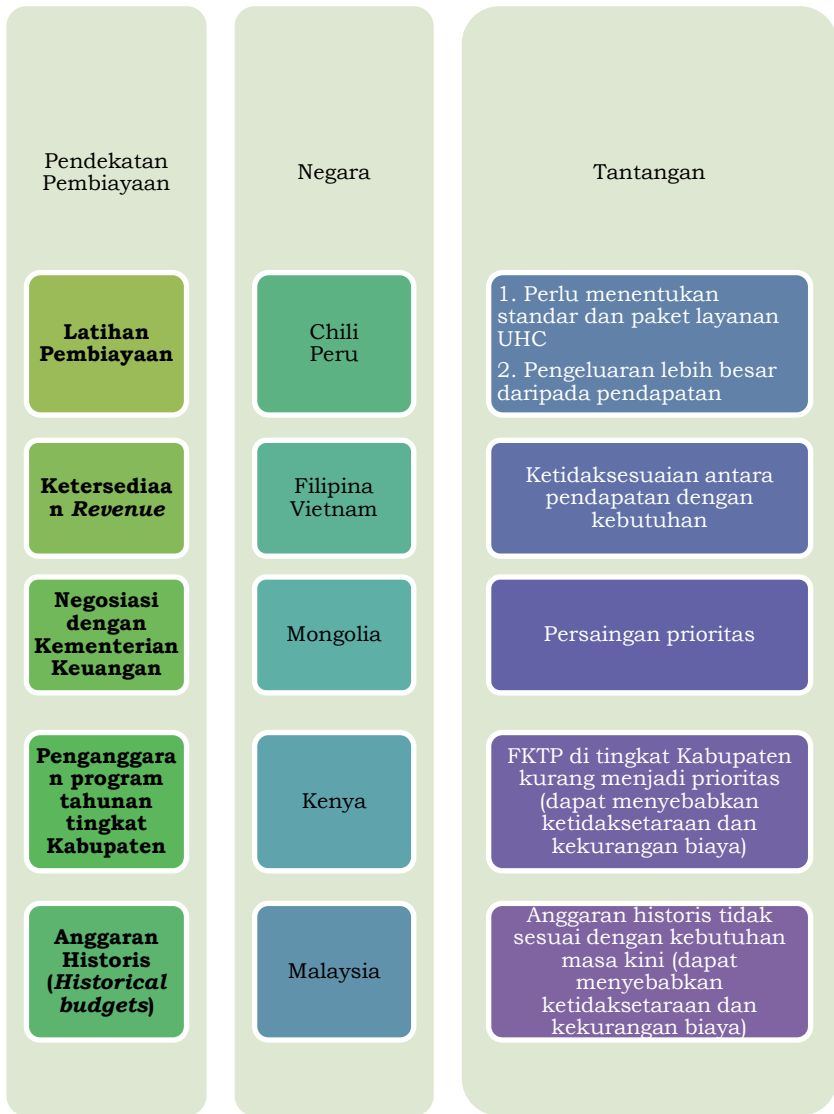 Pendekatan
Pembiayaan
Negara
Tantangan
Latihan
Pembiayaan
Chili
Peru
1. Perlu menentukan
standar dan paket layanan
UHC
2. Pengeluaran lebih besar
daripada pendapatan
Ketersediaa
n Revenue
Filipina
Vietnam
Ketidaksesuaian antara
pendapatan dengan
kebutuhan
Negosiasi
dengan
Kementerian
Keuangan
Mongolia
Persaingan prioritas
Penganggara
n program
tahunan
tingkat
Kabupaten
Kenya
FKTP di tingkat Kabupaten
kurang menjadi prioritas
(dapat menyebabkan
ketidaksetaraan dan
kekurangan biaya)
Anggaran
Historis
(Historical
budgets)
Malaysia
Anggaran historis tidak
sesuai dengan kebutuhan
masa kini (dapat
menyebabkan
ketidaksetaraan dan
kekurangan biaya)